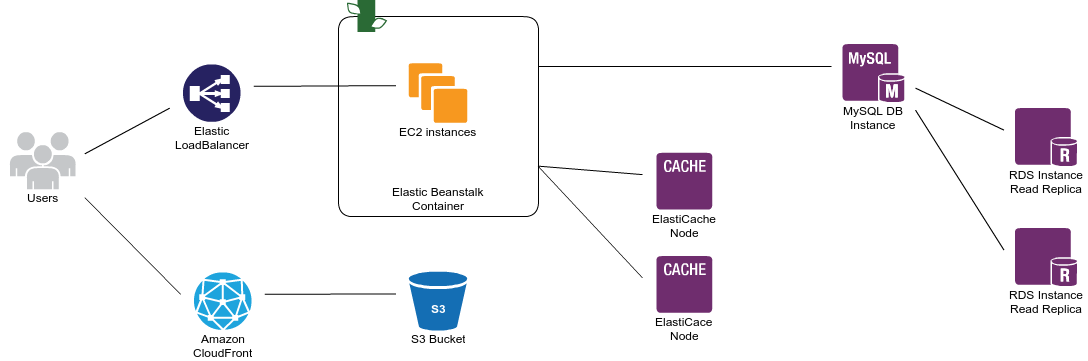 Users
Elastic
LoadBalancer
Amazon
CloudFront
EC2 instances
Elastic Beanstalk
Container
S3
S3 Bucket
CACHE
ElastiCache
Node
CACHE
ElastiCace
Node
MySQL
M
MySQL DB
Instance
R
RDS Instance
Read Replica
R
RDS Instance
Read Replica